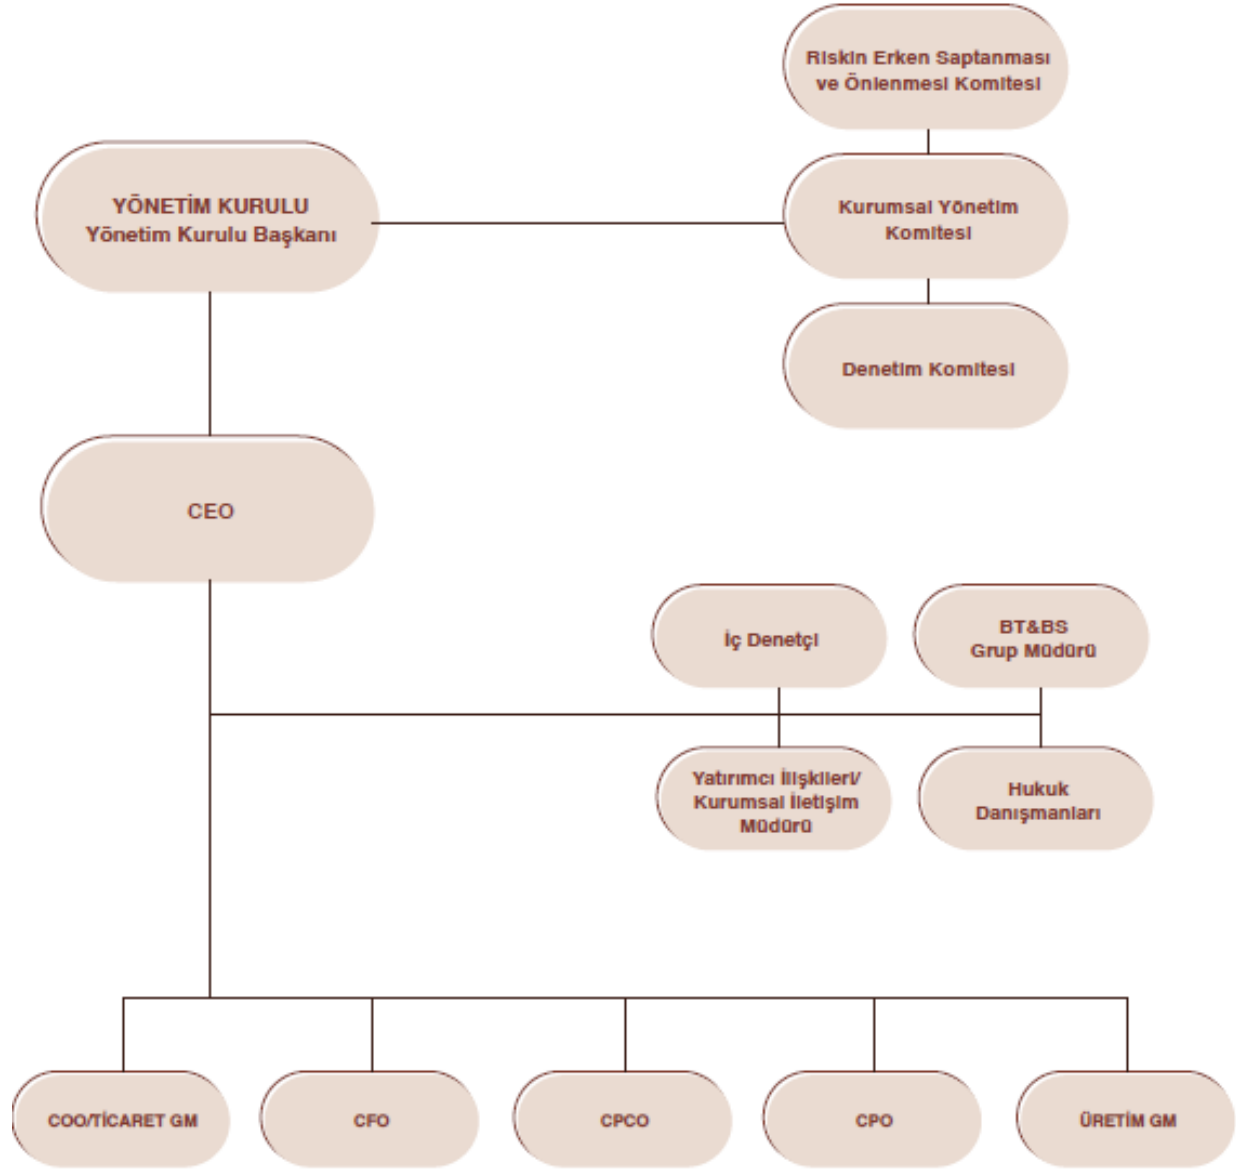 Riskin Erken Saptanması
ve Önlenmesi Komitesi
YÖNETİM KURULU
Yönetim Kurulu Başkanı
Kurumsal Yönetim
Komitesi
Denetim Komitesi
CEO
İç Denetçi
BT&BS
Grup Müdürü
Yatırımcı İlişkileri/
Kurumsal İletişim
Müdürü
Hukuk
Danışmanları
COO/TİCARET GM
CFO
CPCO
CPO
ÜRETİM GM